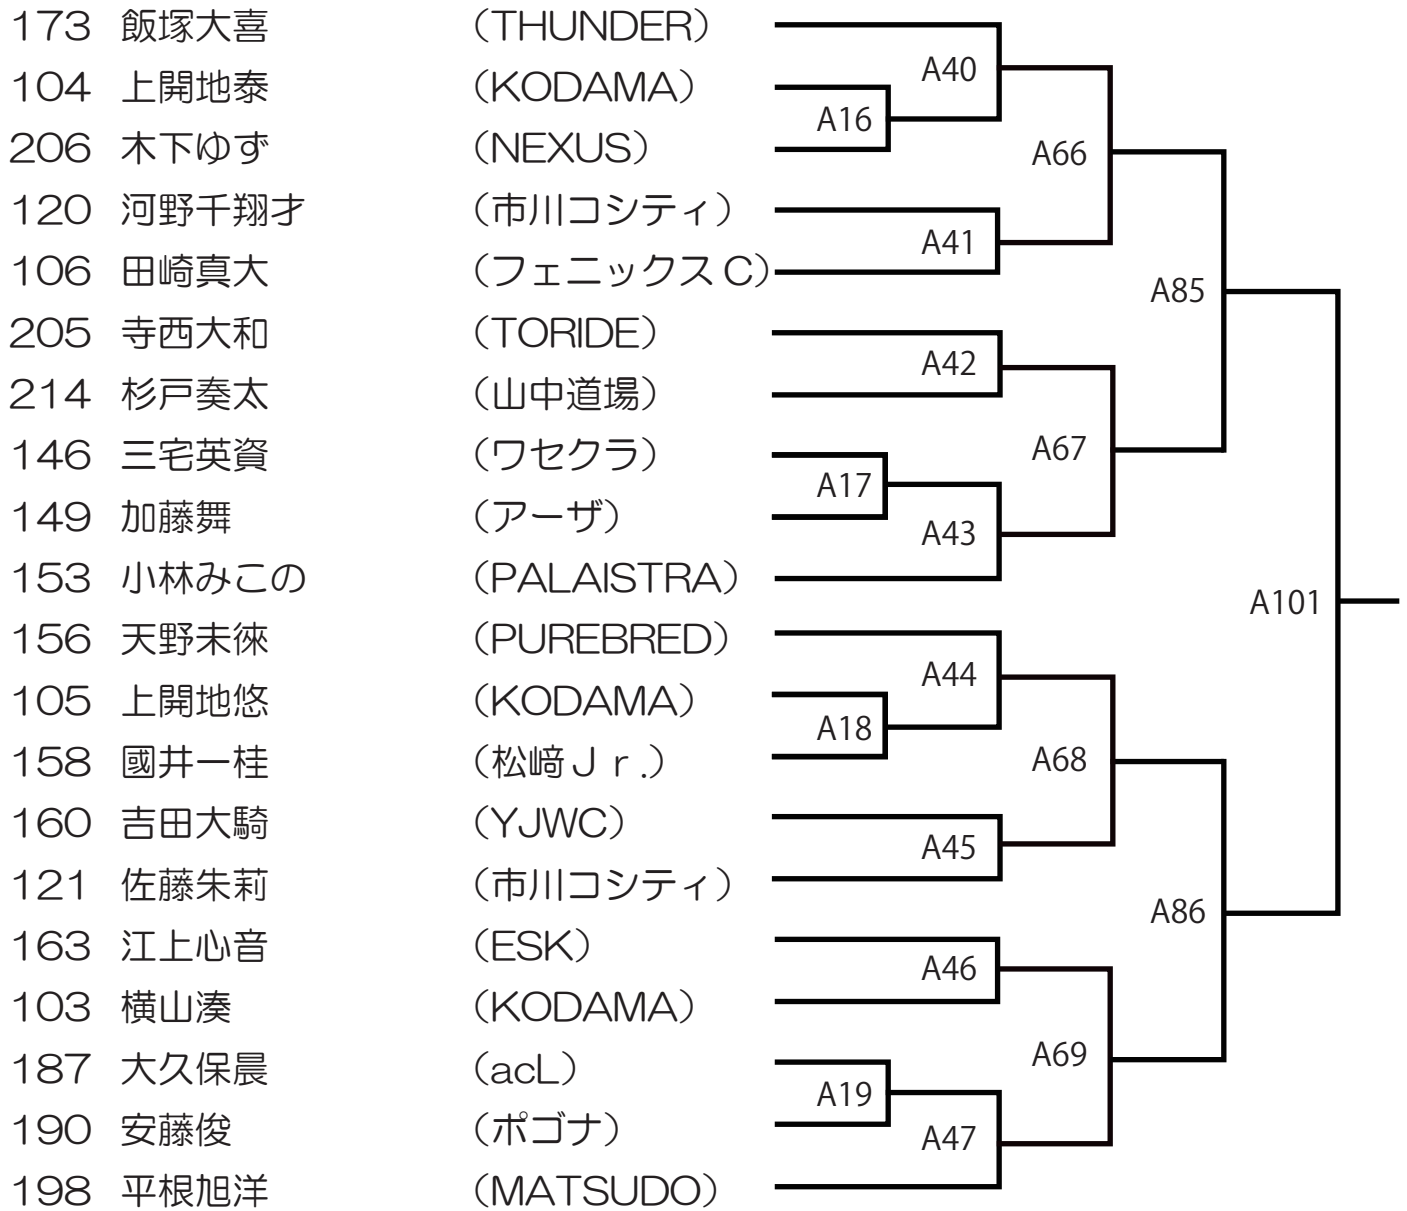 173 飯塚大喜 （THUNDER）
104 上開地泰 （KODAMA）
206 木下ゆず （NEXUS）
120 河野千翔才 （市川コシティ）
106 田崎真大 （フェニックスC）
205 寺西大和 （TORIDE）
214 杉戸奏太 （山中道場）
146 三宅英資 （ワセクラ）
149 加藤舞 （アーザ）
153 小林みこの （PALAISTRA）
156 天野未徠 （PUREBRED）
105 上開地悠 （KODAMA）
158 國井一桂 （松﨑Ｊｒ.）
160 吉田大騎 （YJWC）
121 佐藤朱莉 （市川コシティ）
163 江上心音 （ESK）
103 横山湊 （KODAMA）
187 大久保晨 （acL）
190 安藤俊 （ポゴナ）
198 平根旭洋 （MATSUDO）
A16
A17
A18
A19
A40
A41
A42
A43
A44
A45
A46
A47
A66
A67
A68
A69
A85
A86
A101